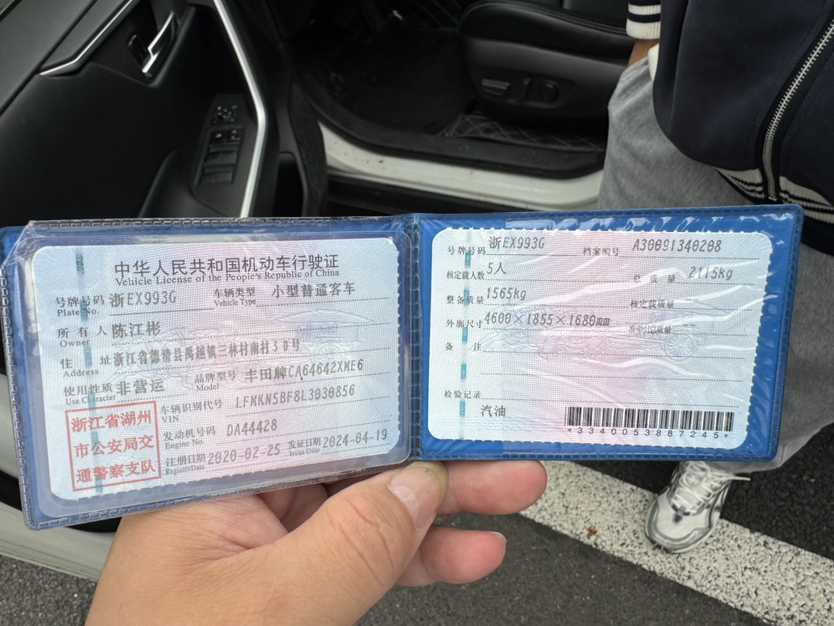 中华人民共和国机动车行驶证
Vehicle License of the People's Republic of China
号牌号码 浙EX993G 车辆类型 小型普通客车
Plate No. Vehicle Type
所有人 陈江彬
Owner
住址 浙江省德清县禹越镇三林村南村30号
Address
使用性质 非营运 品牌型号 丰田牌CA64642XME6
Use Character Model
浙江省湖州
市公安局交
通警察支队
车辆识别代号 LFMKN5BF8L3030856
VIN
发动机号码 DA44428
Engine No.
注册日期 2020-02-25 发证日期 2024-04-19
Register Date Issue Date
号牌号码 浙EX993G 档案编号 A30091340208
核定载人数 5人 总质量 2115kg
整备质量 1565kg 核定载质量
外廓尺寸 4600×1855×1680mm 准牵引总质量
备注
检验记录
汽油
*3340053887245*